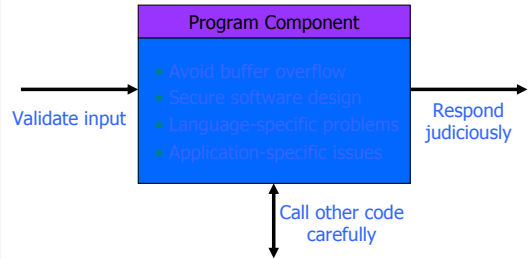 Program Component
• Avoid buffer overflow
• Secure software design
• Language-specific problems
• Application-specific issues
Validate input
Respond
judiciously
Call other code
carefully